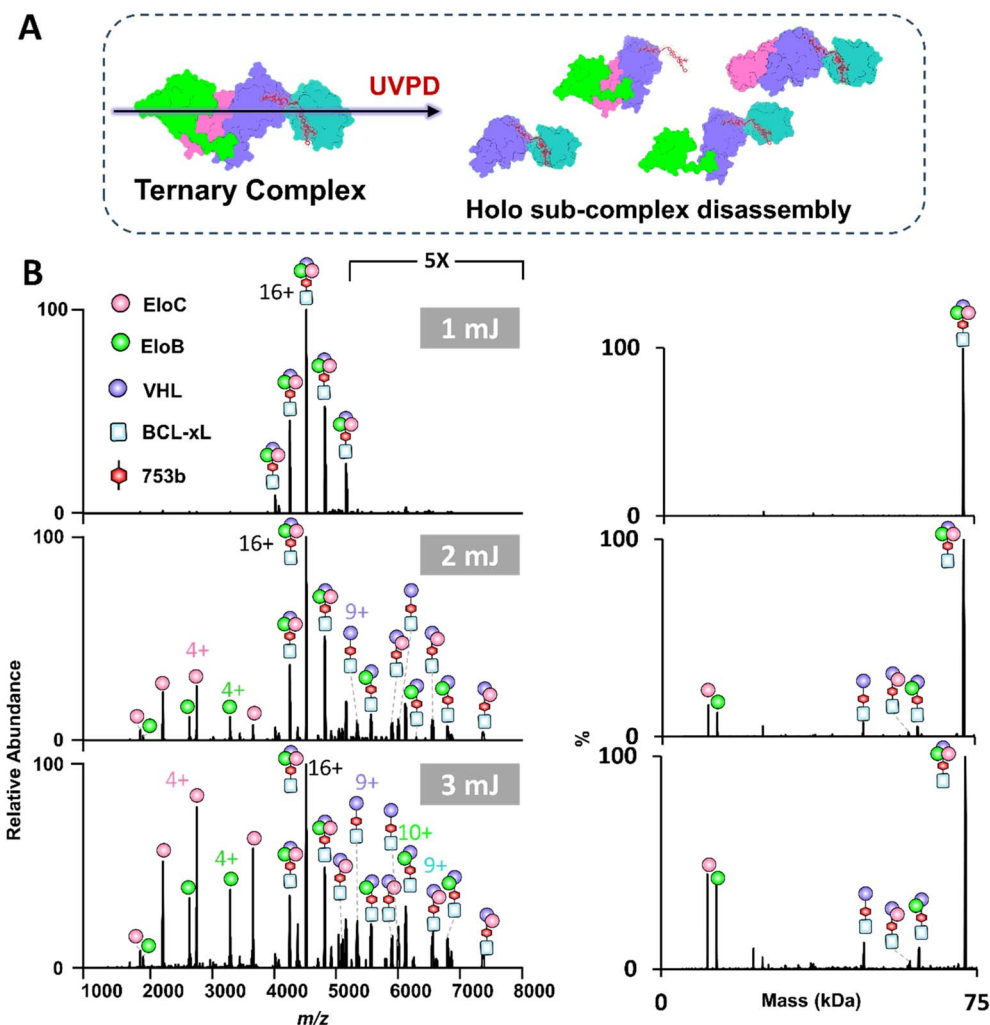 A
UVPD
Ternary Complex
Holo sub-complex disassembly
B
5X
100
16+
1 mJ
EloC
EloB
VHL
BCL-xL
753b
0
100
0
100
16+
2 mJ
4+
4+
9+
0
100
0
100
16+
3 mJ
4+
4+
9+
10+
9+
0
100
0
Relative Abundance
%
1000 2000 3000 4000 5000 6000 7000 8000
m/z
0 Mass (kDa) 75